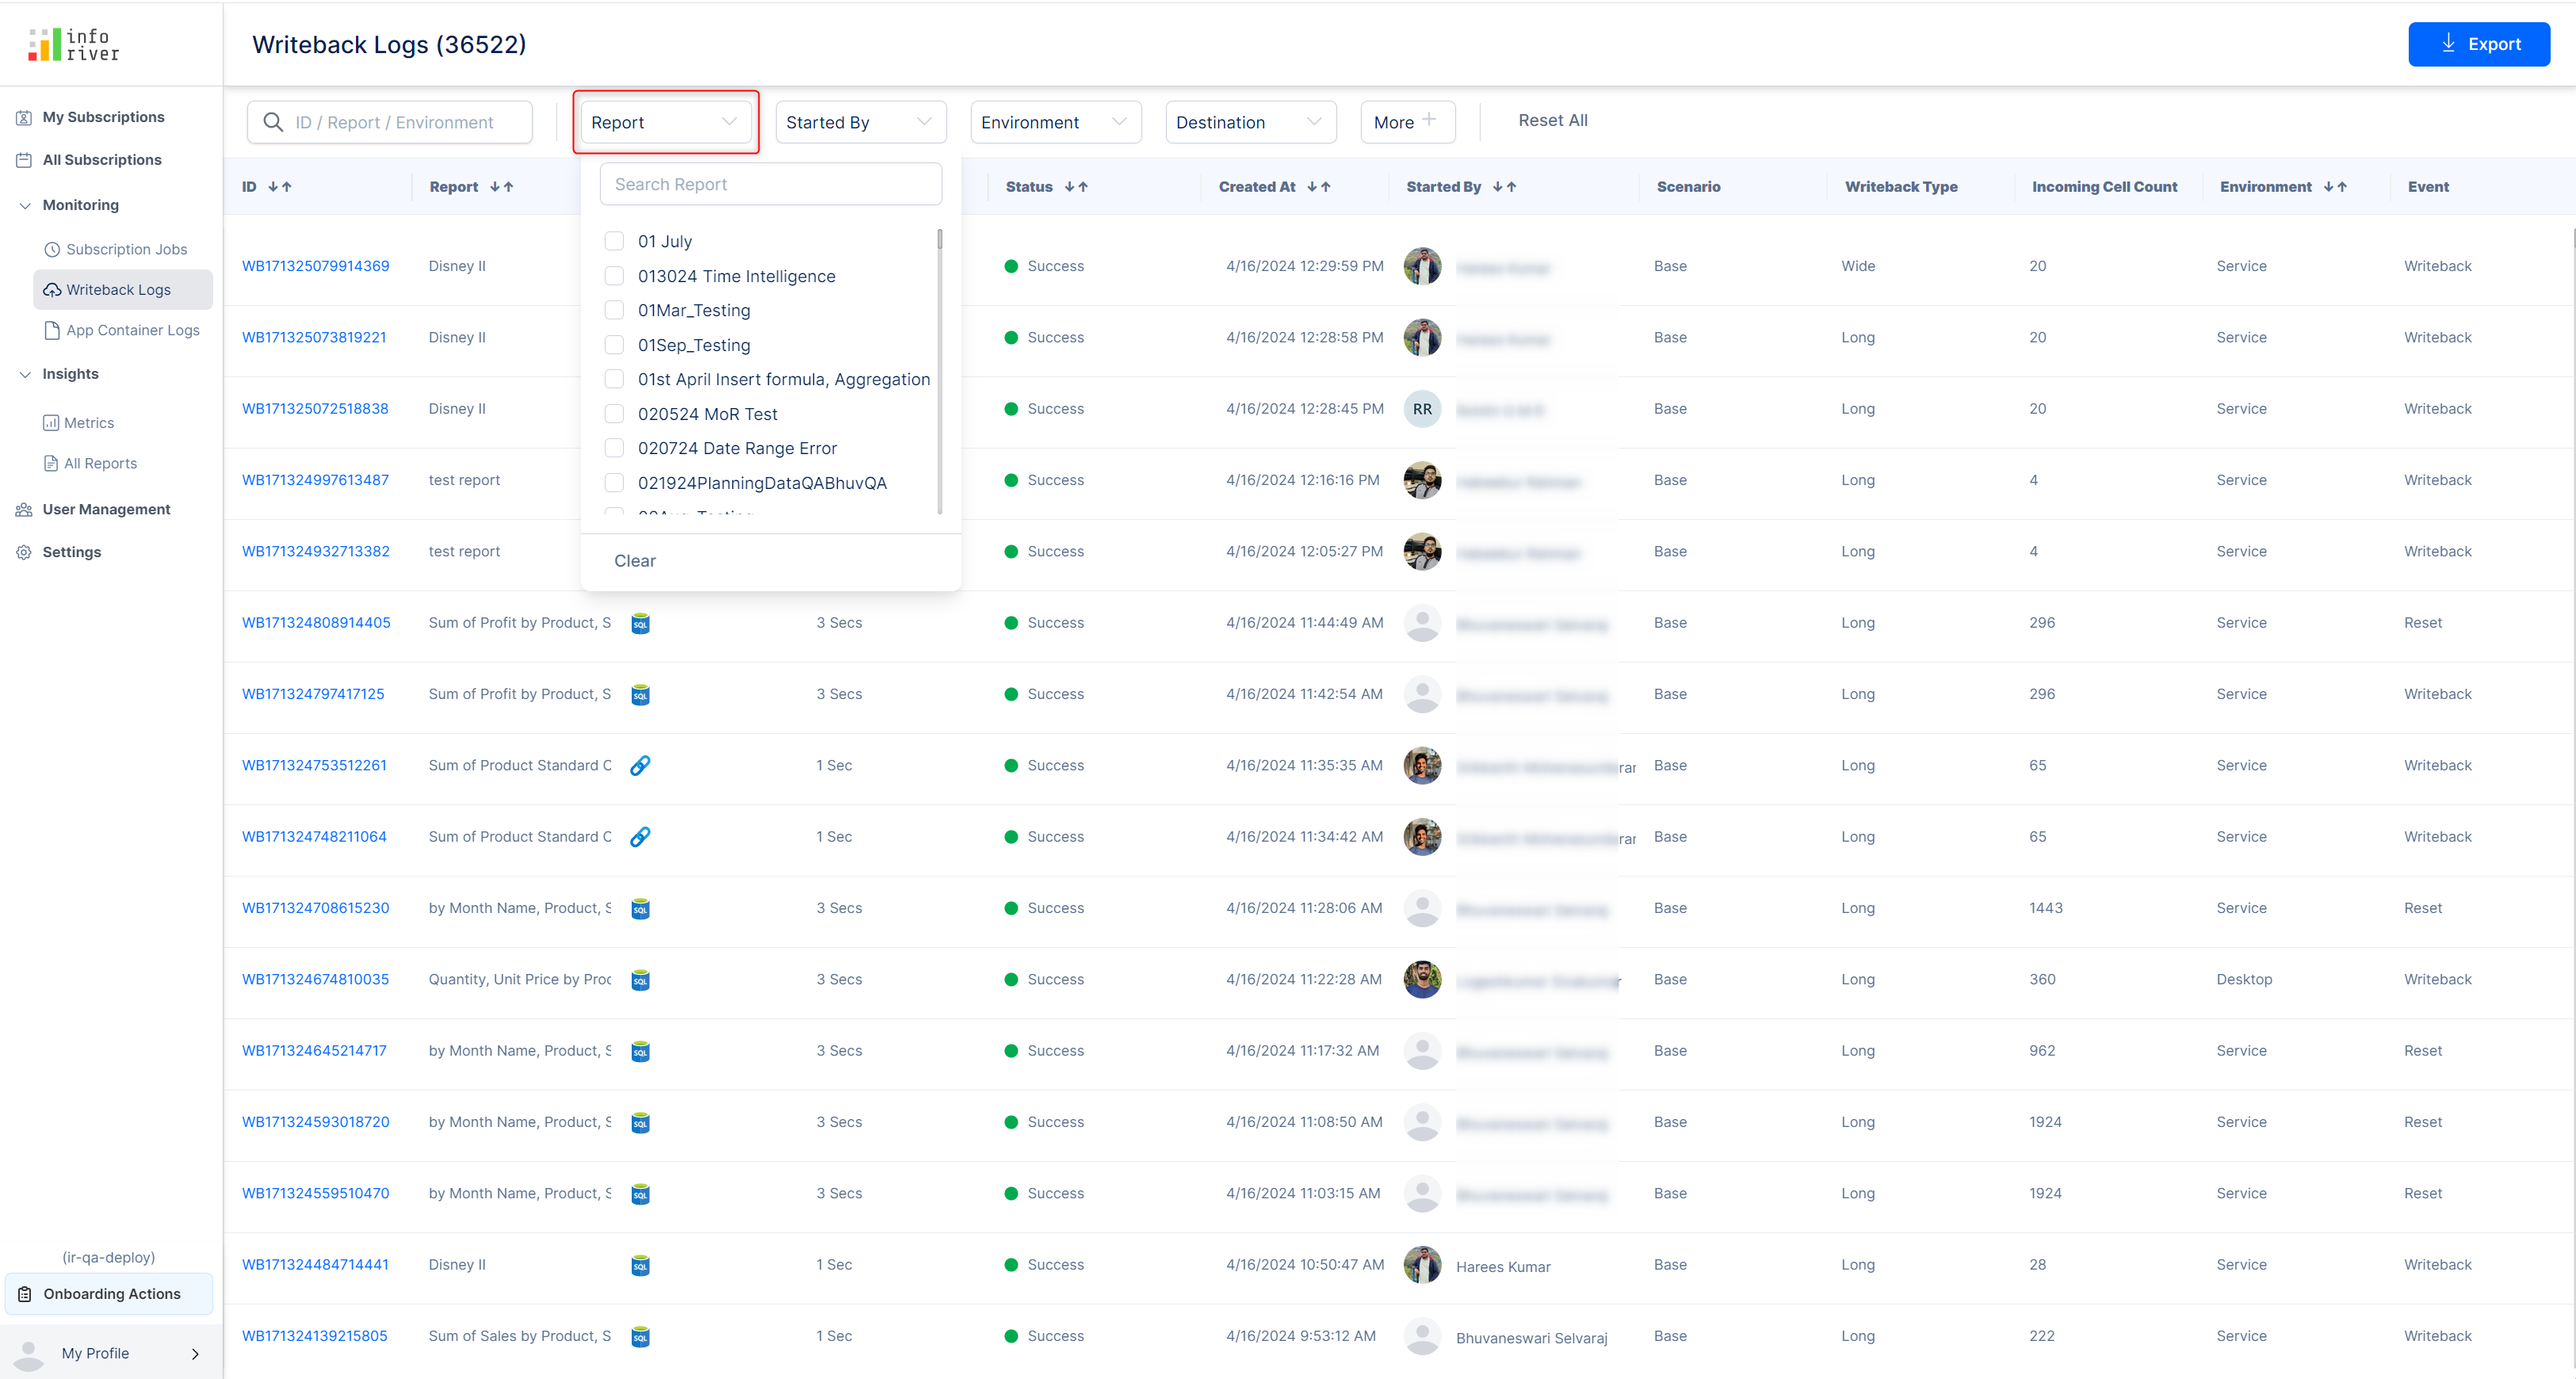 info
river
Writeback Logs (36522)
Export
My Subscriptions
All Subscriptions
Monitoring
Subscription Jobs
Writeback Logs
App Container Logs
Insights
Metrics
All Reports
User Management
Settings
(ir-qa-deploy)
Onboarding Actions
My Profile
ID / Report / Environment
Report
Started By
Environment
Destination
More
Reset All
Search Report
01 July
013024 Time Intelligence
01Mar_Testing
01Sep_Testing
01st April Insert formula, Aggregation
020524 MoR Test
020724 Date Range Error
021924PlanningDataQABhuvQA
Clear
ID Report Status Created At Started By Scenario Writeback Type Incoming Cell Count Environment Event
WB171325079914369 Disney II Success 4/16/2024 12:29:59 PM Base Wide 20 Service Writeback
WB171325073819221 Disney II Success 4/16/2024 12:28:58 PM Base Long 20 Service Writeback
WB171325072518838 Disney II Success 4/16/2024 12:28:45 PM RR Base Long 20 Service Writeback
WB171324997613487 test report Success 4/16/2024 12:16:16 PM Base Long 4 Service Writeback
WB171324932713382 test report Success 4/16/2024 12:05:27 PM Base Long 4 Service Writeback
WB171324808914405 Sum of Profit by Product, S SQL 3 Secs Success 4/16/2024 11:44:49 AM Base Long 296 Service Reset
WB171324797417125 Sum of Profit by Product, S SQL 3 Secs Success 4/16/2024 11:42:54 AM Base Long 296 Service Writeback
WB171324753512261 Sum of Product Standard C 1 Sec Success 4/16/2024 11:35:35 AM Base Long 65 Service Writeback
WB171324748211064 Sum of Product Standard C 1 Sec Success 4/16/2024 11:34:42 AM Base Long 65 Service Writeback
WB171324708615230 by Month Name, Product, S SQL 3 Secs Success 4/16/2024 11:28:06 AM Base Long 1443 Service Reset
WB171324674810035 Quantity, Unit Price by Proc SQL 3 Secs Success 4/16/2024 11:22:28 AM Base Long 360 Desktop Writeback
WB171324645214717 by Month Name, Product, S SQL 3 Secs Success 4/16/2024 11:17:32 AM Base Long 962 Service Reset
WB171324593018720 by Month Name, Product, S SQL 3 Secs Success 4/16/2024 11:08:50 AM Base Long 1924 Service Reset
WB171324559510470 by Month Name, Product, S SQL 3 Secs Success 4/16/2024 11:03:15 AM Base Long 1924 Service Reset
WB171324484714441 Disney II SQL 1 Sec Success 4/16/2024 10:50:47 AM Harees Kumar Base Long 28 Service Writeback
WB171324139215805 Sum of Sales by Product, S SQL 1 Sec Success 4/16/2024 9:53:12 AM Bhuvaneswari Selvaraj Base Long 222 Service Writeback